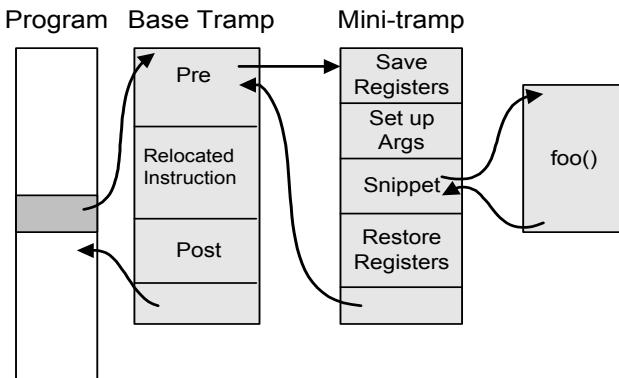 Program
Base Tramp
Mini-tramp
Pre
Relocated
Instruction
Post
Save
Registers
Set up
Args
Snippet
Restore
Registers
foo()